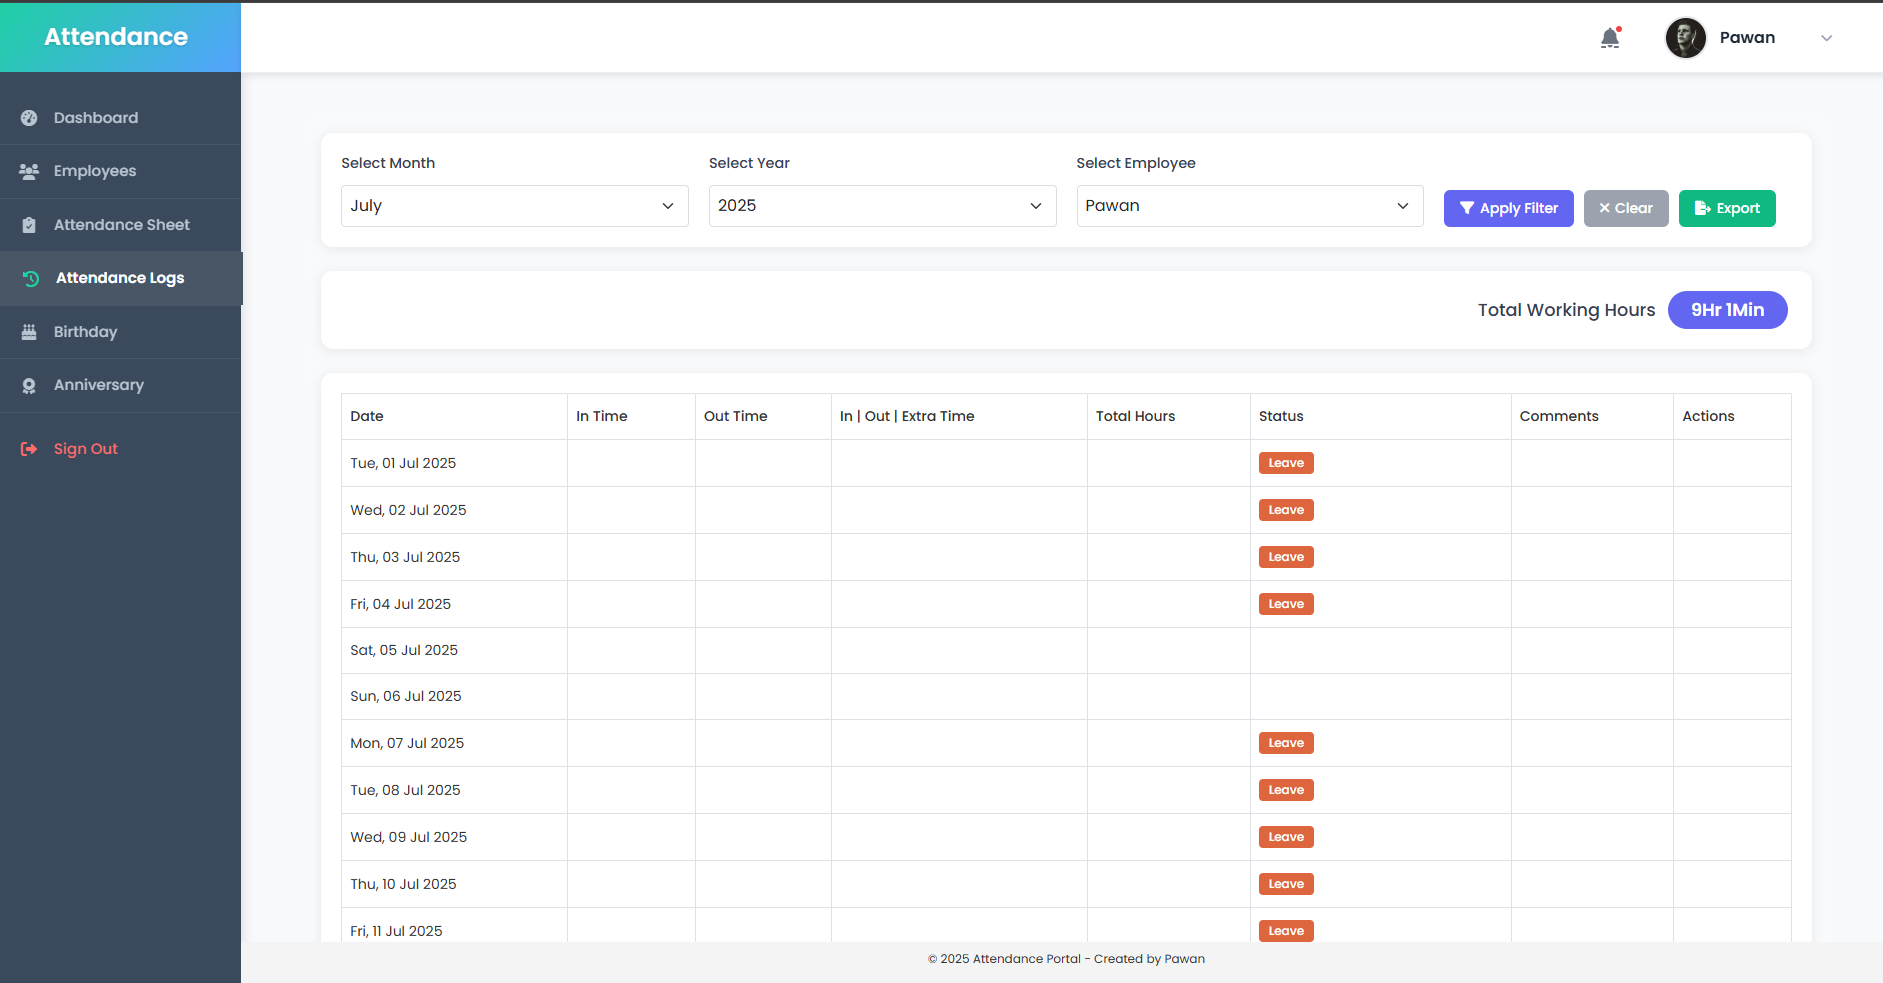 Attendance
Pawan
Dashboard
Employees
Attendance Sheet
Attendance Logs
Birthday
Anniversary
Sign Out
Select Month Select Year Select Employee
July 2025 Pawan Apply Filter Clear Export
Total Working Hours 9Hr 1Min
Date In Time Out Time In | Out | Extra Time Total Hours Status Comments Actions
Tue, 01 Jul 2025 Leave
Wed, 02 Jul 2025 Leave
Thu, 03 Jul 2025 Leave
Fri, 04 Jul 2025 Leave
Sat, 05 Jul 2025
Sun, 06 Jul 2025
Mon, 07 Jul 2025 Leave
Tue, 08 Jul 2025 Leave
Wed, 09 Jul 2025 Leave
Thu, 10 Jul 2025 Leave
Fri, 11 Jul 2025 Leave
© 2025 Attendance Portal - Created by Pawan